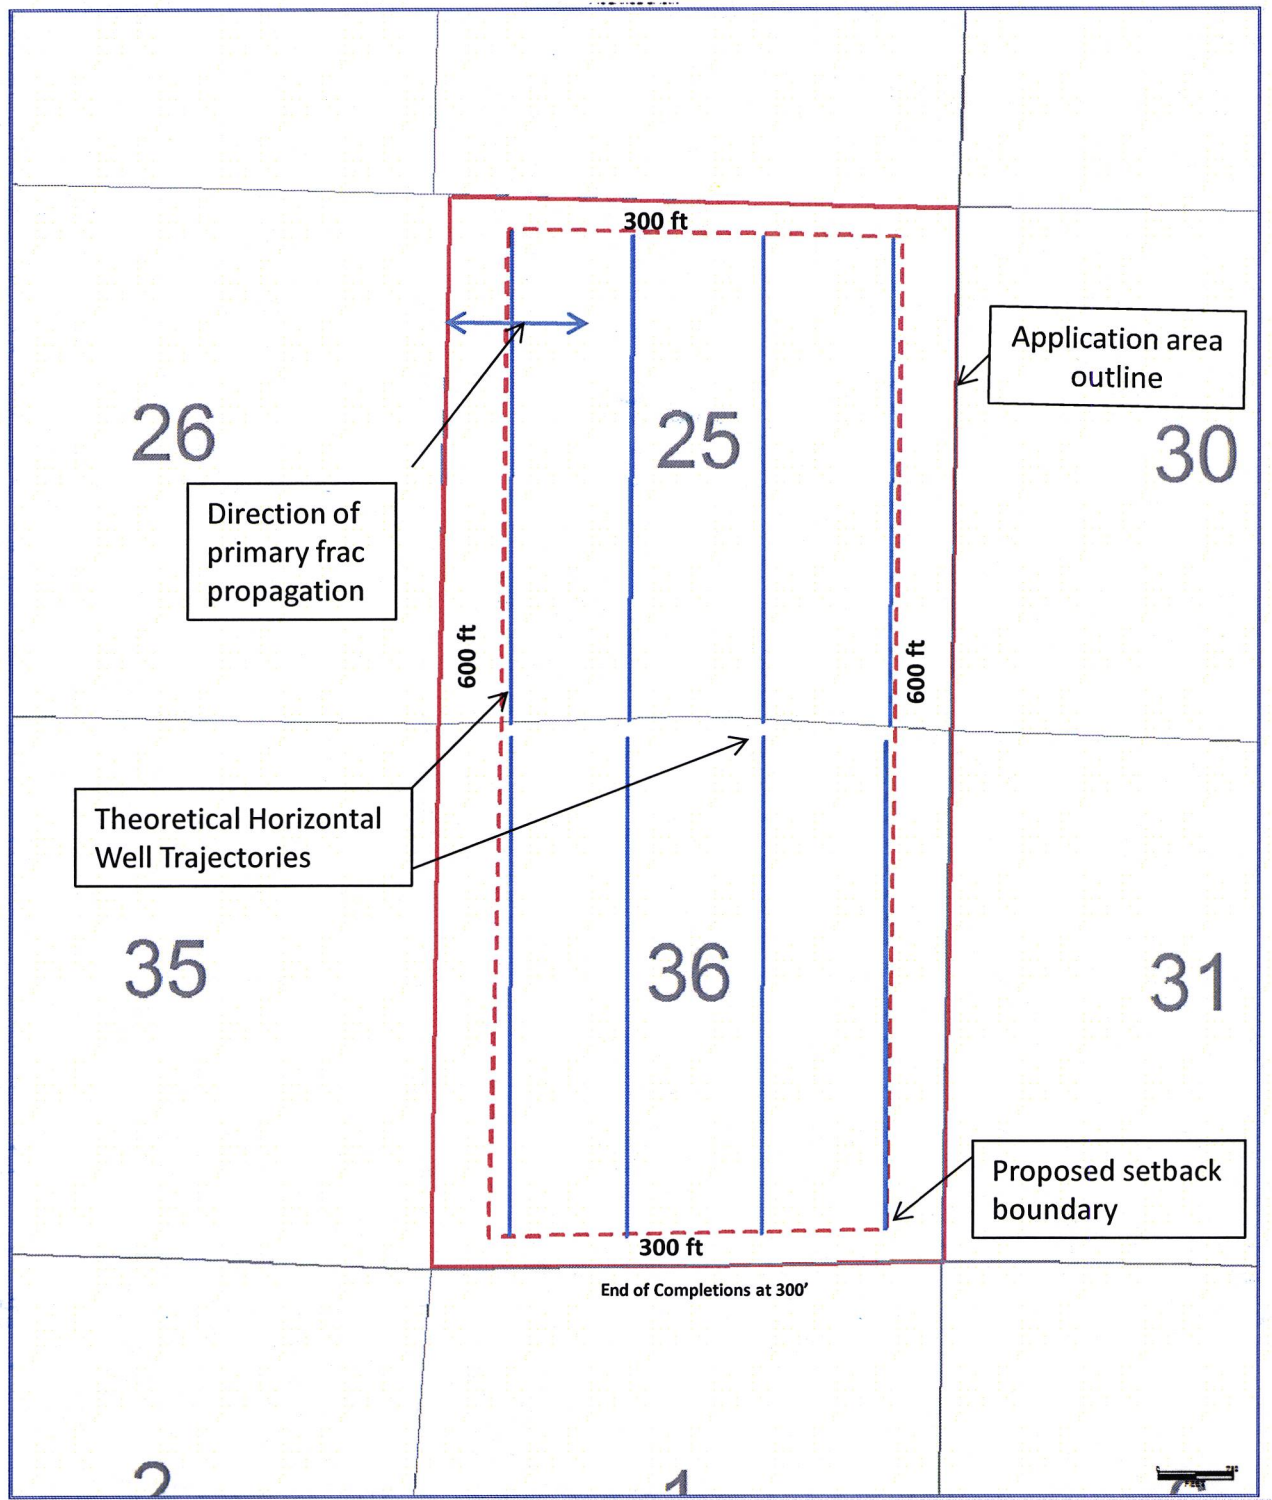 300 ft
Application area
outline
26
25
30
Direction of
primary frac
propagation
600 ft
600 ft
Theoretical Horizontal
Well Trajectories
35
36
31
Proposed setback
boundary
300 ft
End of Completions at 300'
2
1